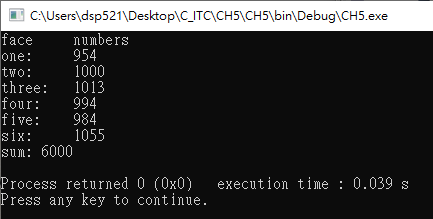 C:\Users\dsp521\Desktop\C_ITC\CH5\CH5\bin\Debug\CH5.exe
face     numbers
one:     954
two:     1000
three:   1013
four:    994
five:    984
six:     1055
sum: 6000

Process returned 0 (0x0)   execution time : 0.039 s
Press any key to continue.